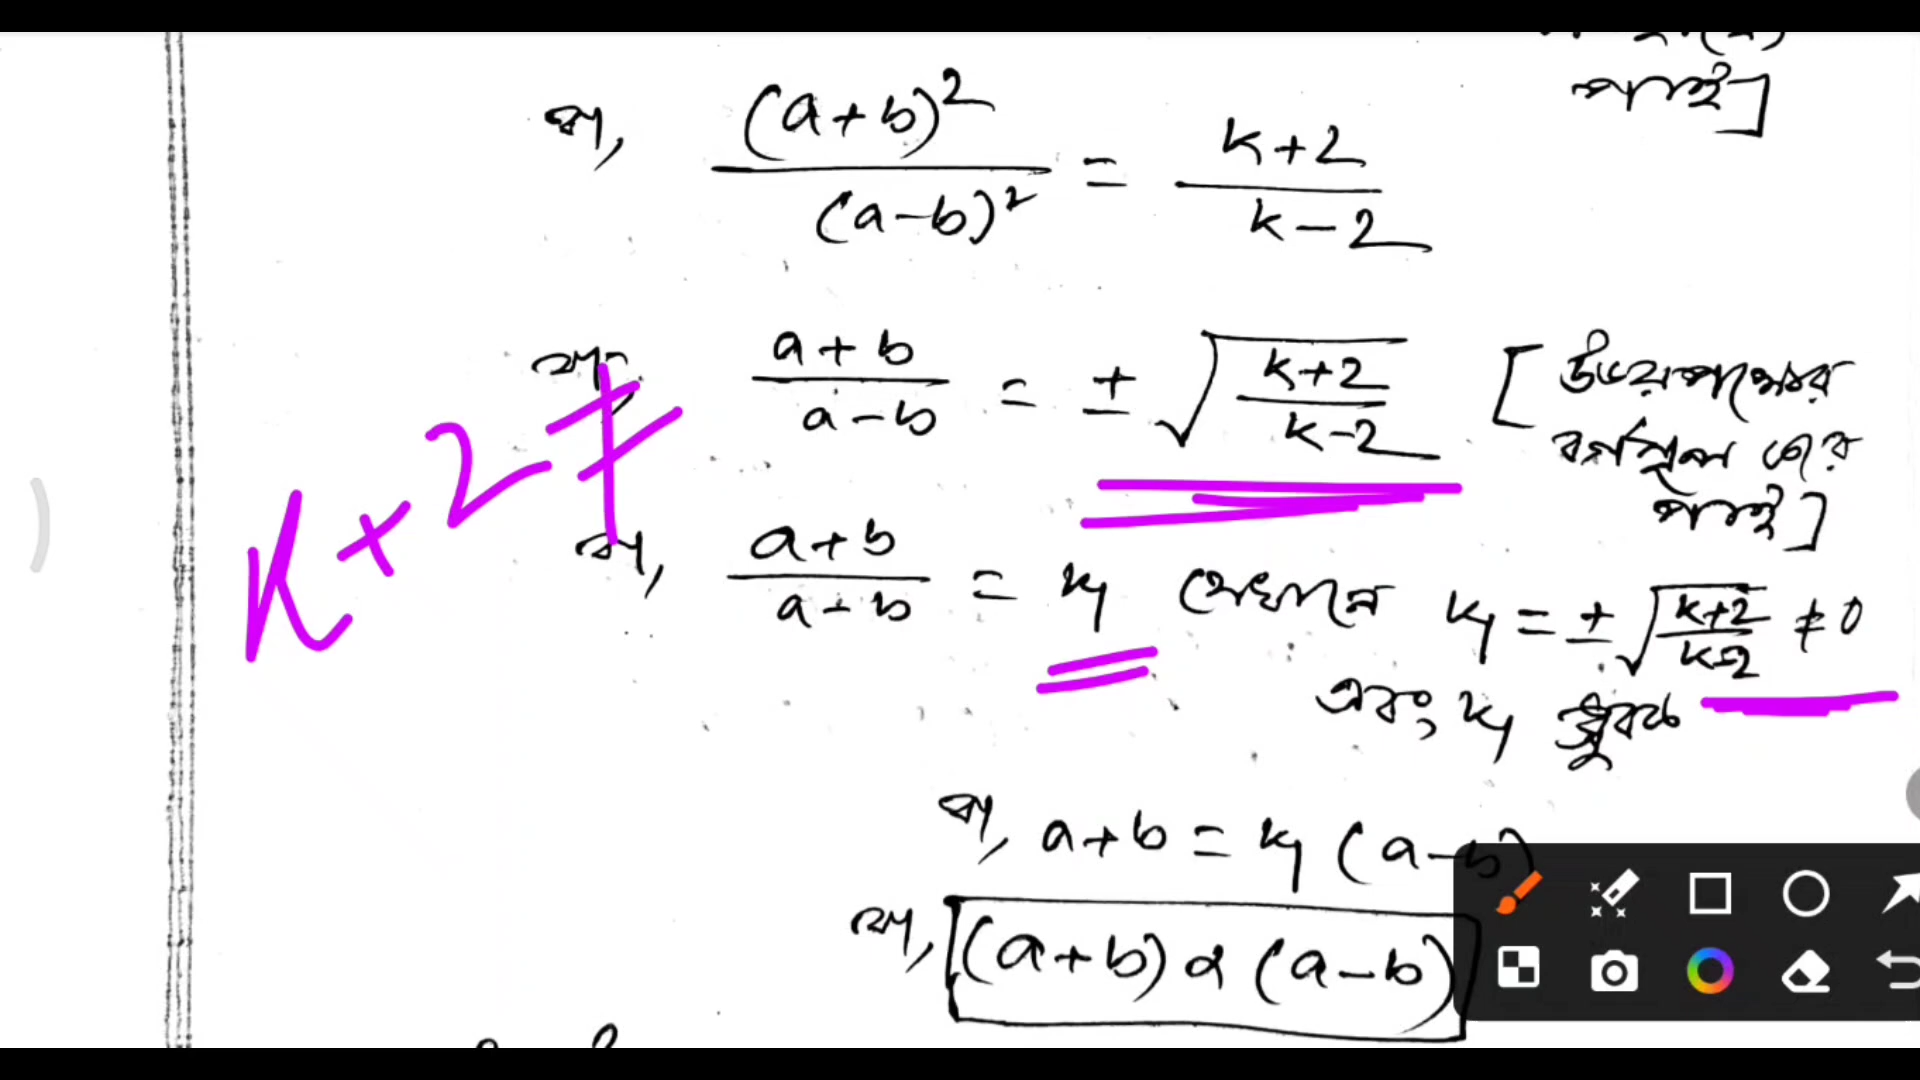 পাই]
বা, (a+b)² / (a-b)² = k+2 / k-2
বা, a+b / a-b = ± √(k+2 / k-2) [উভয়পক্ষের
বর্গমূল করে
পাই]
K+2≠
বা, a+b / a-b = k₁ যেখানে k₁ = ± √(k+2 / k-2) ≠ 0
এবং k₁ ধ্রুবক
বা, a+b = k₁ (a-b)
বা, (a+b) ∝ (a-b)